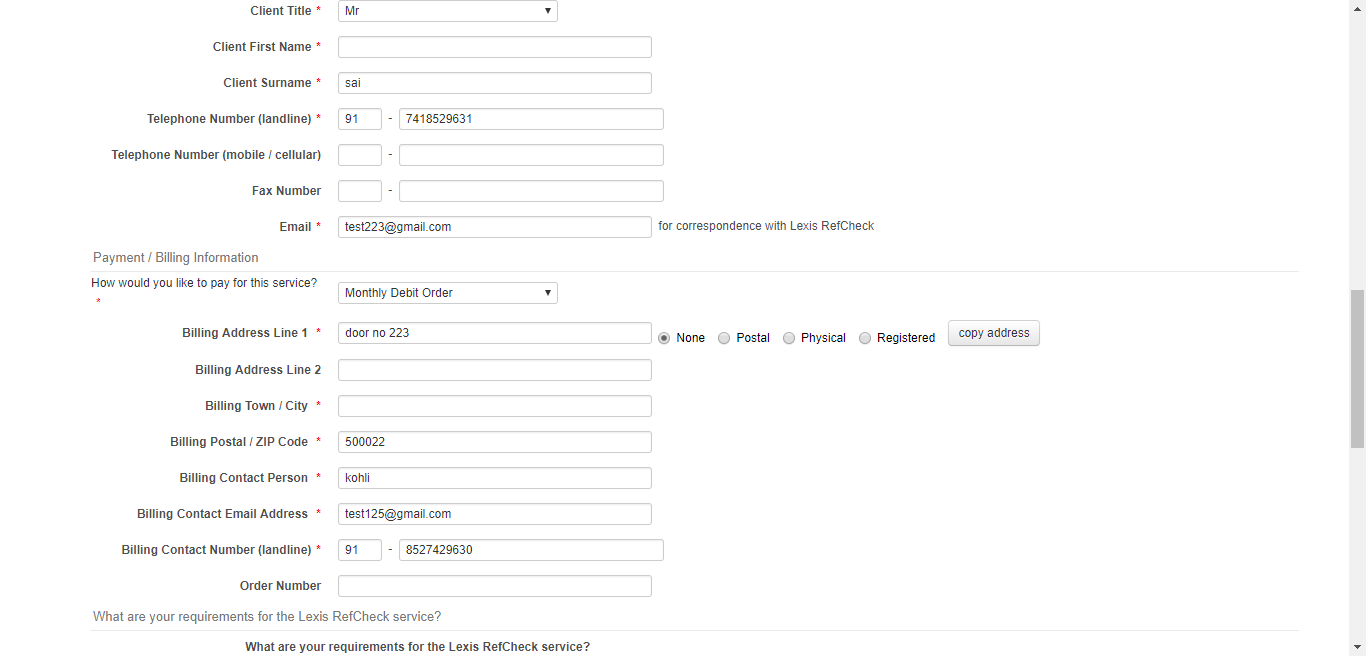 Client Title * Mr
Client First Name *
Client Surname * sai
Telephone Number (landline) * 91 - 7418529631
Telephone Number (mobile / cellular) -
Fax Number -
Email * test223@gmail.com for correspondence with Lexis RefCheck
Payment / Billing Information
How would you like to pay for this service?
* Monthly Debit Order
Billing Address Line 1 * door no 223 None Postal Physical Registered copy address
Billing Address Line 2
Billing Town / City *
Billing Postal / ZIP Code * 500022
Billing Contact Person * kohli
Billing Contact Email Address * test125@gmail.com
Billing Contact Number (landline) * 91 - 8527429630
Order Number
What are your requirements for the Lexis RefCheck service?
What are your requirements for the Lexis RefCheck service?